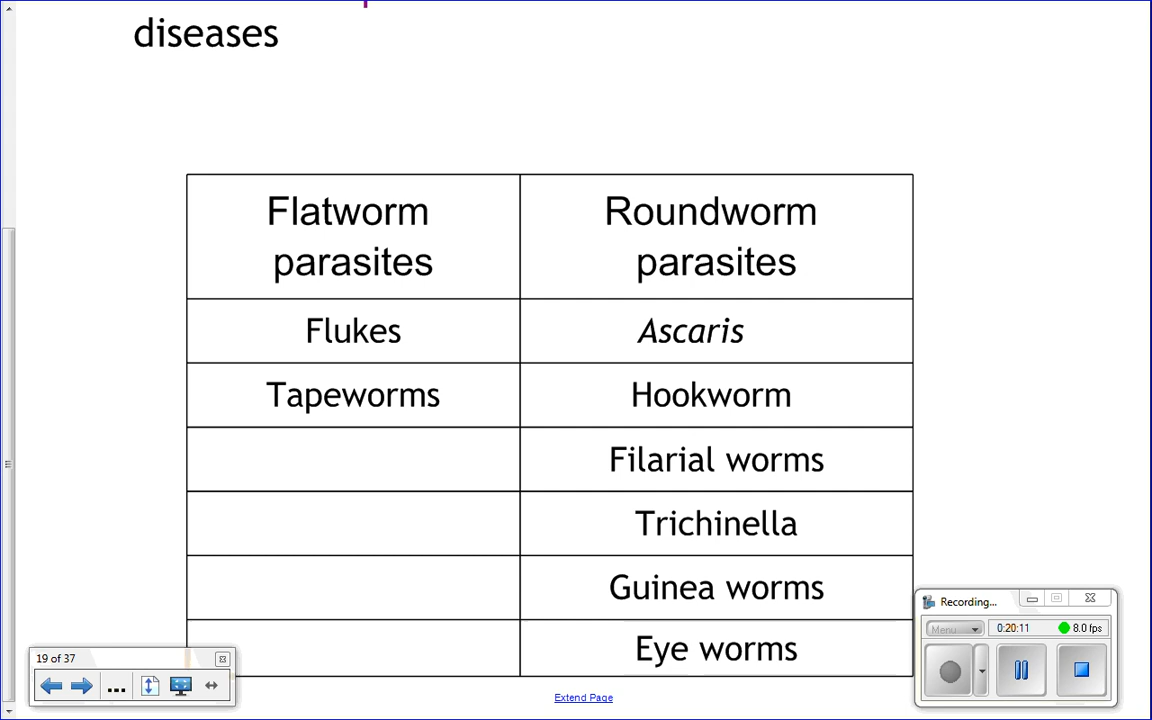 diseases
Flatworm Roundworm
parasites parasites
Flukes Ascaris
Tapeworms Hookworm
Filarial worms
Trichinella
Guinea worms
Eye worms
Recording...
Menu 0:20:11 8.0 fps
19 of 37
...
Extend Page